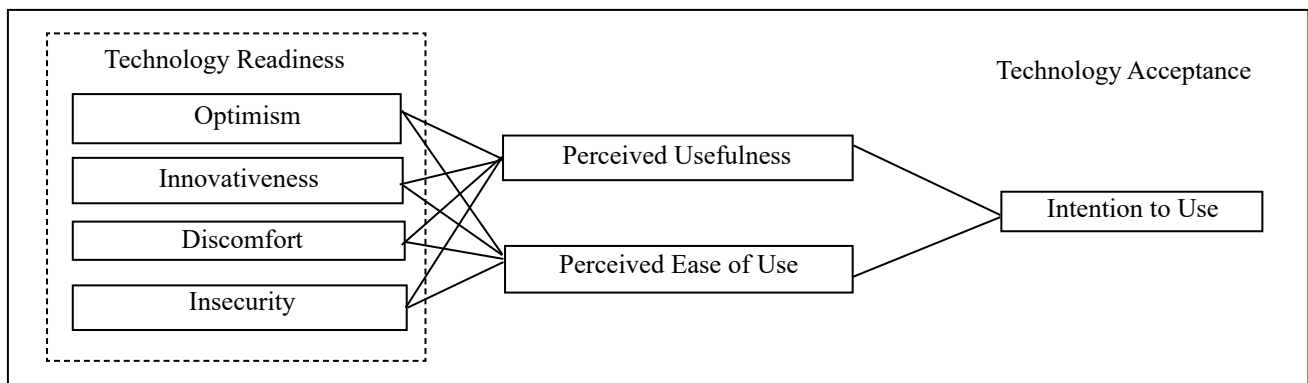 Technology Readiness
Optimism
Innovativeness
Discomfort
Insecurity
Perceived Usefulness
Perceived Ease of Use
Technology Acceptance
Intention to Use